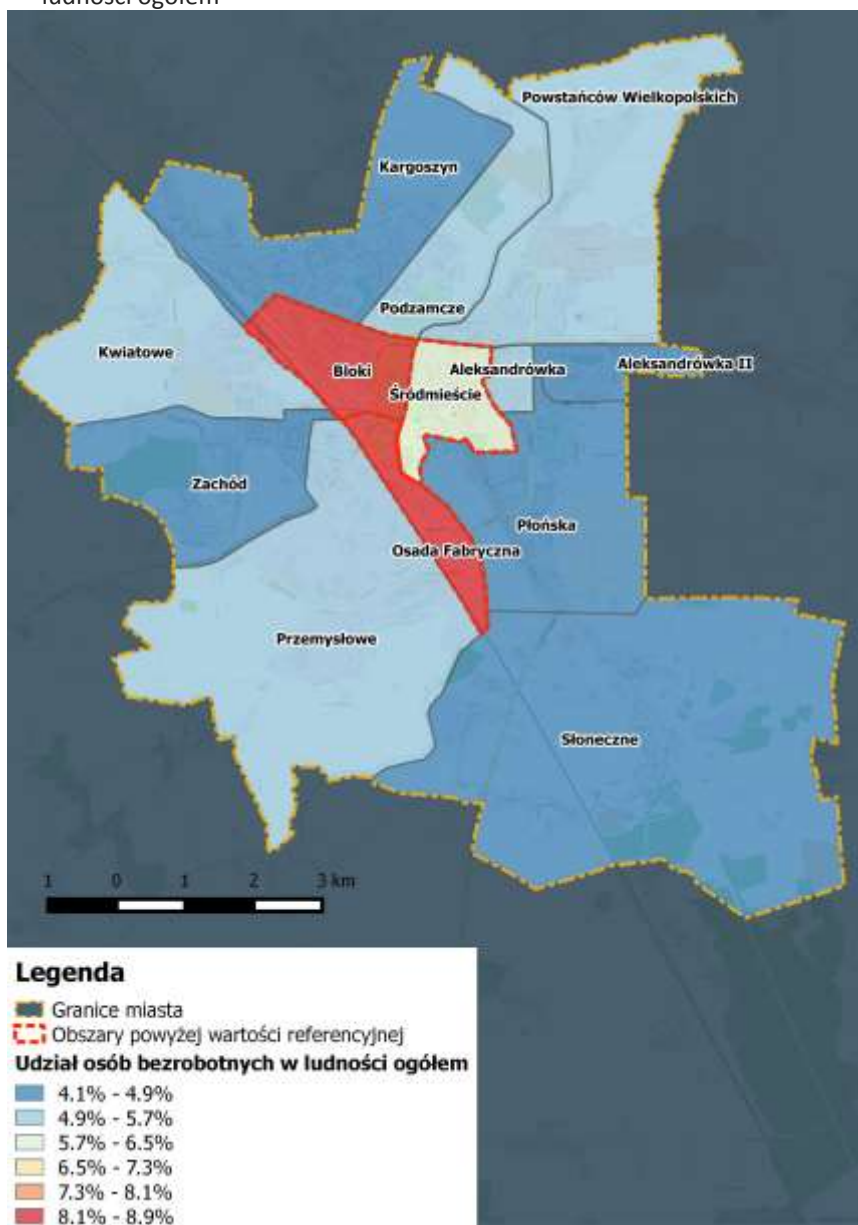 ludności ogółem
Powstańców Wielkopolskich
Kargoszyn
Podzamcze
Kwiatowe
Bloki
Aleksandrówka
Aleksandrówka II
Śródmieście
Zachód
Płońska
Osada Fabryczna
Przemysłowe
Słoneczne
1 0 1 2 3 km
Legenda
Granice miasta
Obszary powyżej wartości referencyjnej
Udział osób bezrobotnych w ludności ogółem
4.1% - 4.9%
4.9% - 5.7%
5.7% - 6.5%
6.5% - 7.3%
7.3% - 8.1%
8.1% - 8.9%